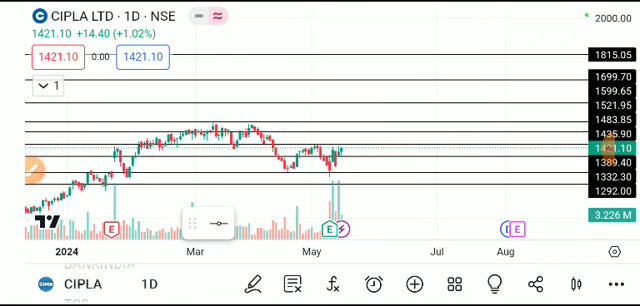 CIPLA LTD · 1D · NSE
2000.00
1421.10 +14.40 (+1.02%)
1421.10 0.00 1421.10
1
1815.05
1699.70
1599.65
1521.95
1483.85
1435.90
1421.10
1389.40
1332.30
1292.00
3.226 M
E E D E
2024 Mar May Jul Aug
BANKINDIA
CIPLA 1D
TCS